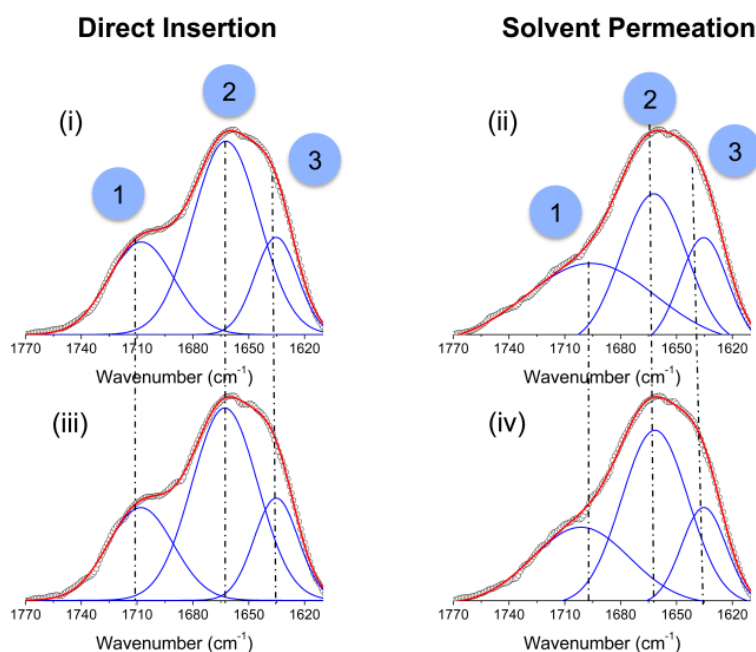 Direct Insertion
Solvent Permeation
(i)
1
2
3
1770 1740 1710 1680 1650 1620
Wavenumber (cm-1)
(ii)
1
2
3
1770 1740 1710 1680 1650 1620
Wavenumber (cm-1)
(iii)
1770 1740 1710 1680 1650 1620
Wavenumber (cm-1)
(iv)
1770 1740 1710 1680 1650 1620
Wavenumber (cm-1)